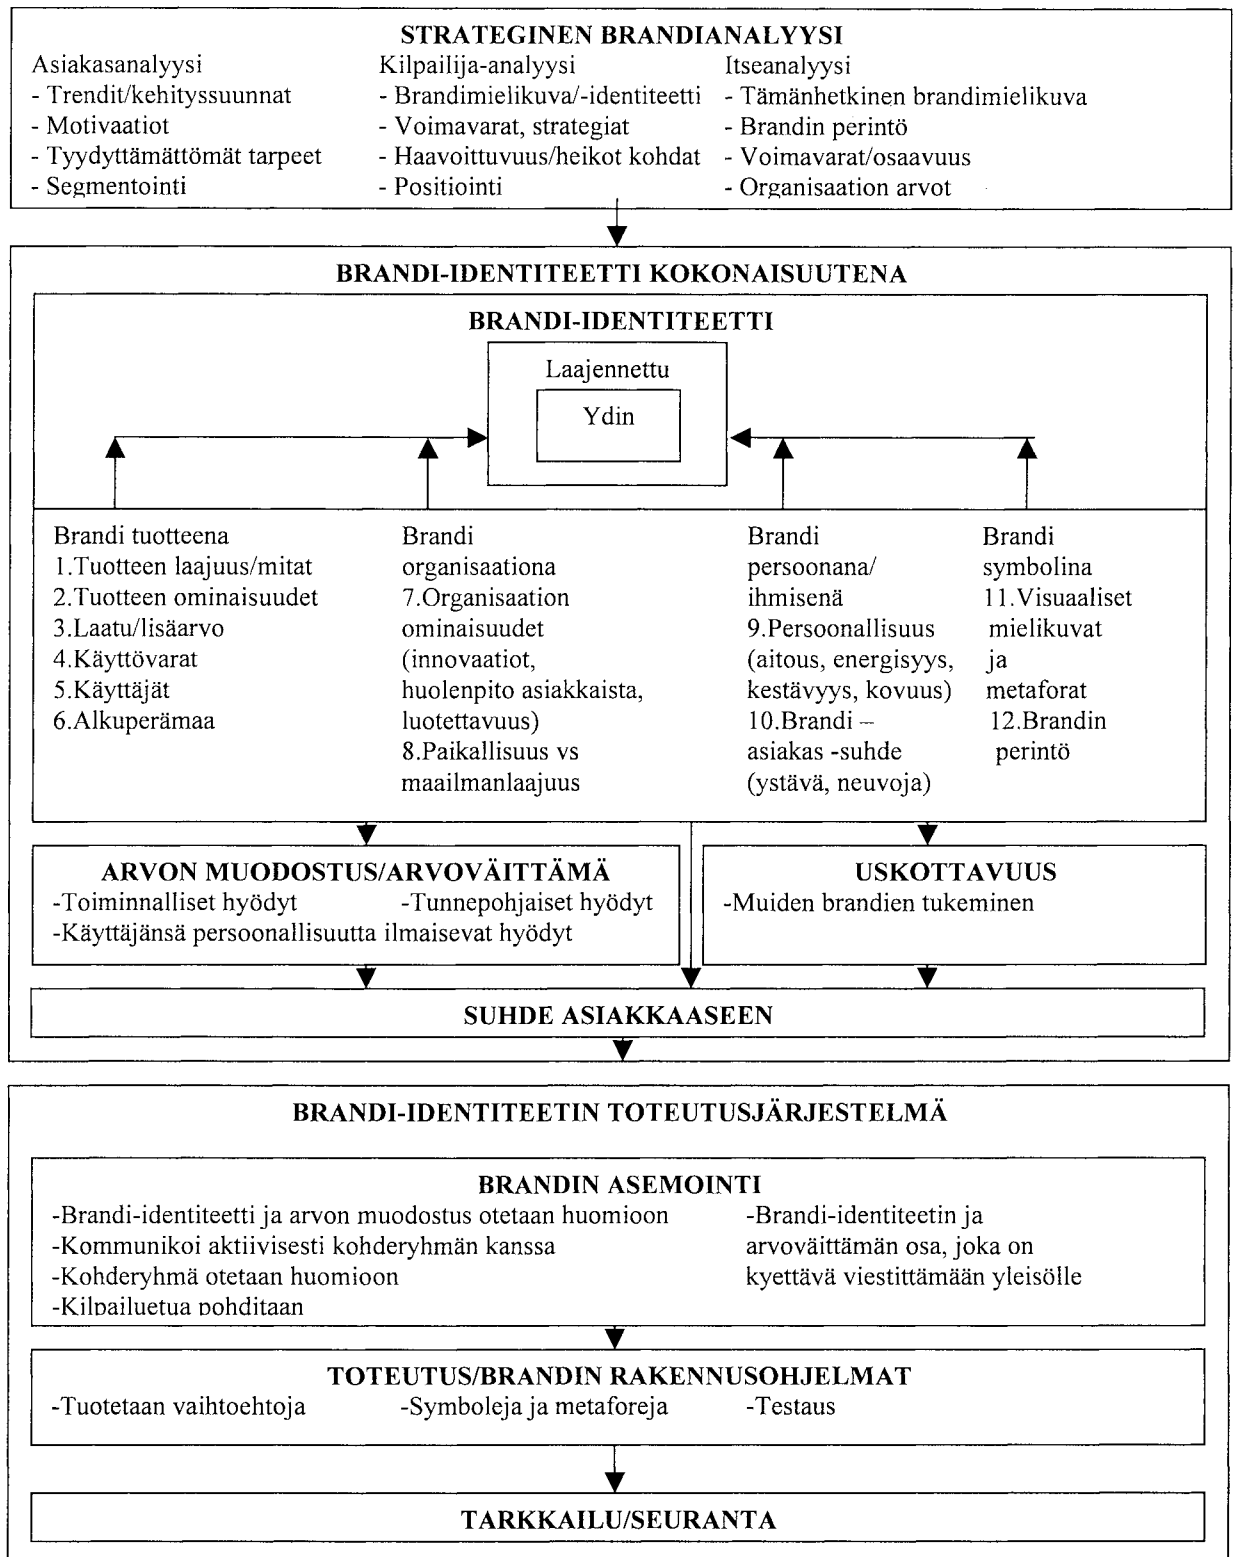 STRATEGINEN BRANDIANALYYSI
Asiakasanalyysi
- Trendit/kehityssuunnat
- Motivaatiot
- Tyydyttämättömät tarpeet
- Segmentointi
Kilpailija-analyysi
- Brandimielikuva/-identiteetti
- Voimavarat, strategiat
- Haavoittuvuus/heikot kohdat
- Positiointi
Itseanalyysi
- Tämänhetkinen brandimielikuva
- Brandin perintö
- Voimavarat/osaavuus
- Organisaation arvot
BRANDI-IDENTITEETTI KOKONAISUUTENA
BRANDI-IDENTITEETTI
Laajennettu
Ydin
Brandi tuotteena
1.Tuotteen laajuus/mitat
2.Tuotteen ominaisuudet
3.Laatu/lisäarvo
4.Käyttövarat
5.Käyttäjät
6.Alkuperämaa
Brandi
organisaationa
7.Organisaation
ominaisuudet
(innovaatiot,
huolenpito asiakkaista,
luotettavuus)
8.Paikallisuus vs
maailmanlaajuus
Brandi
persoonana/
ihmisenä
9.Persoonallisuus
(aitous, energisyys,
kestävyys, kovuus)
10.Brandi –
asiakas -suhde
(ystävä, neuvoja)
Brandi
symbolina
11.Visuaaliset
mielikuvat
ja
metaforat
12.Brandin
perintö
ARVON MUODOSTUS/ARVOVÄITTÄMÄ
-Toiminnalliset hyödyt -Tunnepohjaiset hyödyt
-Käyttäjänsä persoonallisuutta ilmaisevat hyödyt
USKOTTAVUUS
-Muiden brandien tukeminen
SUHDE ASIAKKAASEEN
BRANDI-IDENTITEETIN TOTEUTUSJÄRJESTELMÄ
BRANDIN ASEMOINTI
-Brandi-identiteetti ja arvon muodostus otetaan huomioon
-Kommunikoi aktiivisesti kohderyhmän kanssa
-Kohderyhmä otetaan huomioon
-Kilpailuetua pohditaan
-Brandi-identiteetin ja
arvoväittämän osa, joka on
kyettävä viestittämään yleisölle
TOTEUTUS/BRANDIN RAKENNUSOHJELMAT
-Tuotetaan vaihtoehtoja -Symboleja ja metaforeja -Testaus
TARKKAILU/SEURANTA